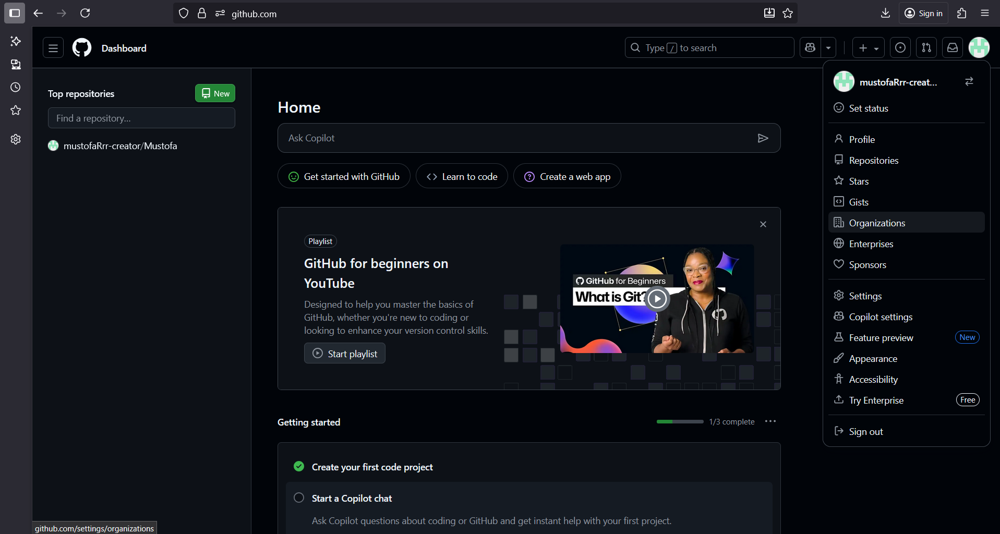 github.com
Sign in
Dashboard
Type / to search
Top repositories
New
Find a repository...
mustofaRrr-creator/Mustofa
Home
Ask Copilot
Get started with GitHub
Learn to code
Create a web app
Playlist
GitHub for beginners on
YouTube
Designed to help you master the basics of
GitHub, whether you're new to coding or
looking to enhance your version control skills.
Start playlist
GitHub for Beginners
What is Git?
Getting started
1/3 complete
Create your first code project
Start a Copilot chat
Ask Copilot questions about coding or GitHub and get instant help with your first project.
mustofaRrr-creat...
Set status
Profile
Repositories
Stars
Gists
Organizations
Enterprises
Sponsors
Settings
Copilot settings
Feature preview
New
Appearance
Accessibility
Try Enterprise
Free
Sign out
github.com/settings/organizations